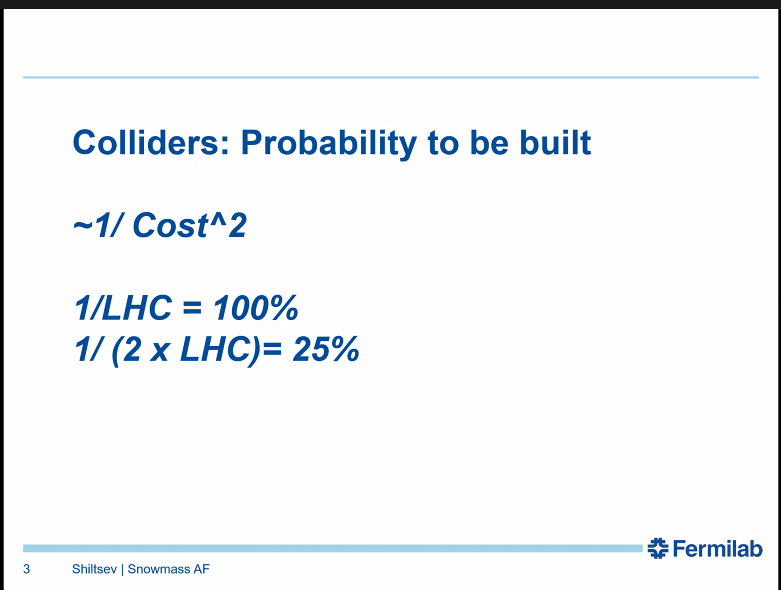 Colliders: Probability to be built
~1/ Cost^2
1/LHC = 100%
1/ (2 x LHC)= 25%
Fermilab
3 Shiltsev | Snowmass AF